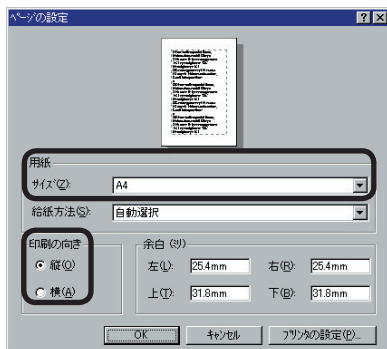 ページの設定
用紙
サイズ(Z): A4
給紙方法(S): 自動選択
印刷の向き
縦(O)
横(A)
余白 (ミリ)
左(L): 25.4mm 右(R): 25.4mm
上(T): 31.8mm 下(B): 31.8mm
OK キャンセル プリンタの設定(P)...